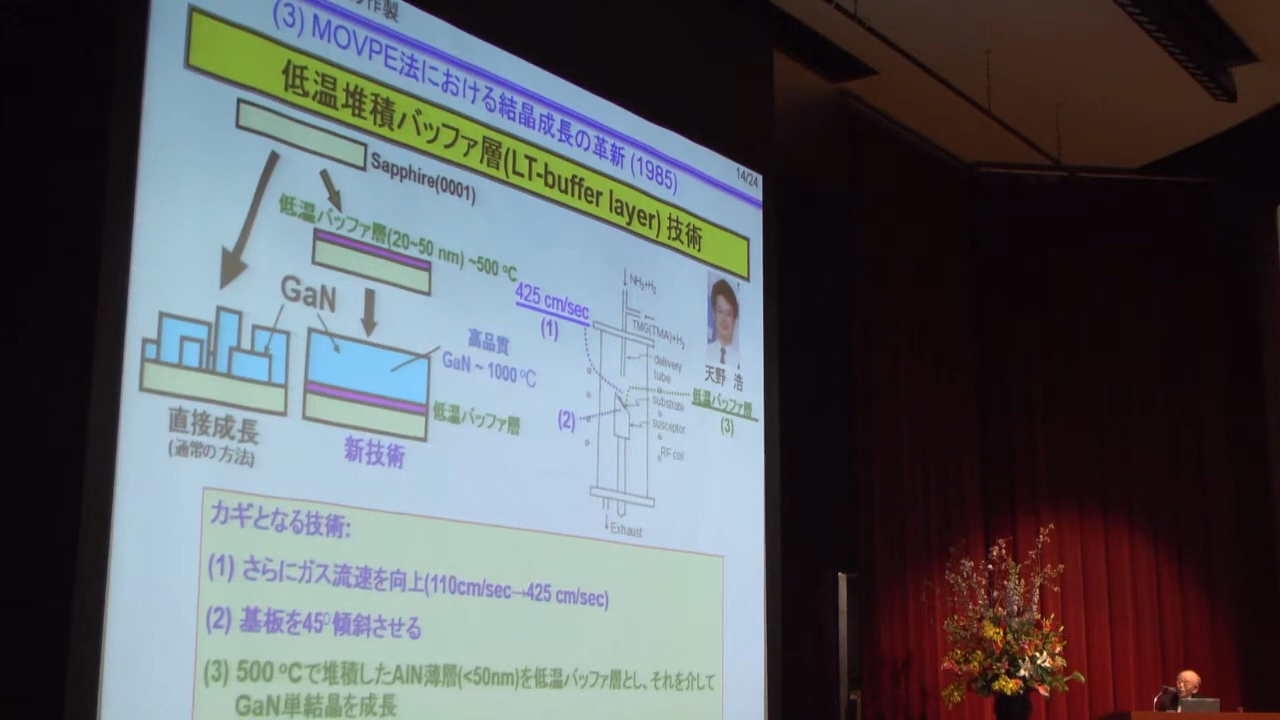 作製
(3) MOVPE法における結晶成長の革新 (1985)
14/24
低温堆積バッファ層(LT-buffer layer) 技術
Sapphire(0001)
低温バッファ層(20~50 nm) ~500 ℃
GaN
高品質
GaN ~ 1000 ℃
低温バッファ層
直接成長
(通常の方法)
新技術
425 cm/sec
(1)
NH3+H2
TMG(TMA)+H2
delivery
tube
substrate
susceptor
RF coil
Exhaust
(2)
天野 浩
低温バッファ層
(3)
カギとなる技術:
(1) さらにガス流速を向上(110cm/sec→425 cm/sec)
(2) 基板を45°傾斜させる
(3) 500 ℃で堆積したAlN薄層(<50nm)を低温バッファ層とし、それを介して
GaN単結晶を成長